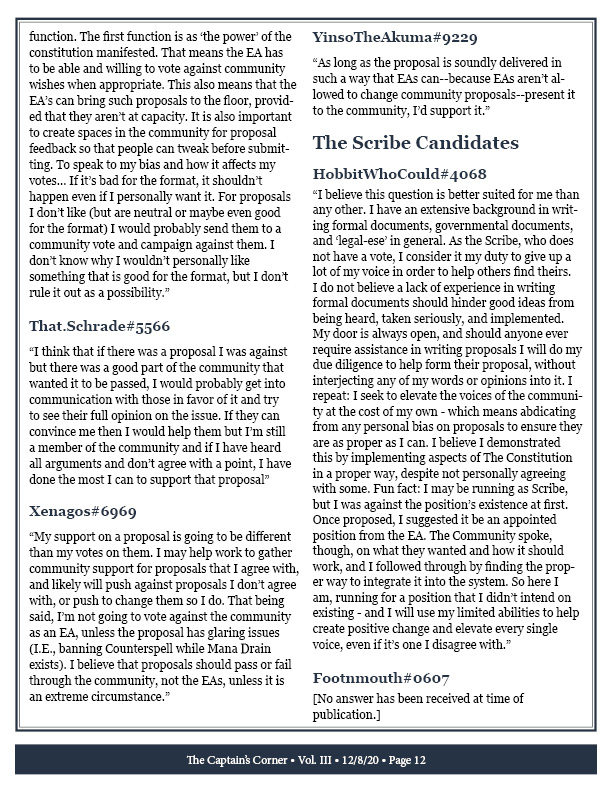 function. The first function is as ‘the power’ of the
constitution manifested. That means the EA has
to be able and willing to vote against community
wishes when appropriate. This also means that the
EA’s can bring such proposals to the floor, provid-
ed that they aren’t at capacity. It is also important
to create spaces in the community for proposal
feedback so that people can tweak before submit-
ting. To speak to my bias and how it affects my
votes... If it’s bad for the format, it shouldn’t
happen even if I personally want it. For proposals
I don’t like (but are neutral or maybe even good
for the format) I would probably send them to a
community vote and campaign against them. I
don’t know why I wouldn’t personally like
something that is good for the format, but I don’t
rule it out as a possibility.”
That.Schrade#5566
“I think that if there was a proposal I was against
but there was a good part of the community that
wanted it to be passed, I would probably get into
communication with those in favor of it and try
to see their full opinion on the issue. If they can
convince me then I would help them but I’m still
a member of the community and if I have heard
all arguments and don’t agree with a point, I have
done the most I can to support that proposal”
Xenagos#6969
“My support on a proposal is going to be different
than my votes on them. I may help work to gather
community support for proposals that I agree with,
and likely will push against proposals I don’t agree
with, or push to change them so I do. That being
said, I’m not going to vote against the community
as an EA, unless the proposal has glaring issues
(I.E., banning Counterspell while Mana Drain
exists). I believe that proposals should pass or fail
through the community, not the EAs, unless it is
an extreme circumstance.”
YinsoTheAkuma#9229
“As long as the proposal is soundly delivered in
such a way that EAs can--because EAs aren’t al-
lowed to change community proposals--present it
to the community, I’d support it.”
The Scribe Candidates
HobbitWhoCould#4068
“I believe this question is better suited for me than
any other. I have an extensive background in writ-
ing formal documents, governmental documents,
and ‘legal-ese’ in general. As the Scribe, who does
not have a vote, I consider it my duty to give up a
lot of my voice in order to help others find theirs.
I do not believe a lack of experience in writing
formal documents should hinder good ideas from
being heard, taken seriously, and implemented.
My door is always open, and should anyone ever
require assistance in writing proposals I will do my
due diligence to help form their proposal, without
interjecting any of my words or opinions into it. I
repeat: I seek to elevate the voices of the communi-
ty at the cost of my own - which means abdicating
from any personal bias on proposals to ensure they
are as proper as I can. I believe I demonstrated
this by implementing aspects of The Constitution
in a proper way, despite not personally agreeing
with some. Fun fact: I may be running as Scribe,
but I was against the position’s existence at first.
Once proposed, I suggested it be an appointed
position from the EA. The Community spoke,
though, on what they wanted and how it should
work, and I followed through by finding the prop-
er way to integrate it into the system. So here I
am, running for a position that I didn’t intend on
existing - and I will use my limited abilities to help
create positive change and elevate every single
voice, even if it’s one I disagree with.”
Footnmouth#0607
[No answer has been received at time of
publication.]
The Captain’s Corner • Vol. III • 12/8/20 • Page 12